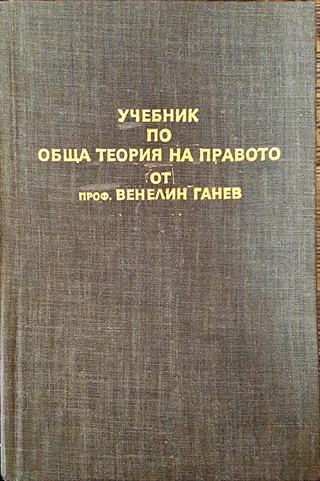 УЧЕБНИК
ПО
ОБЩА ТЕОРИЯ НА ПРАВОТО
ОТ
ПРОФ. ВЕНЕЛИН ГАНЕВ